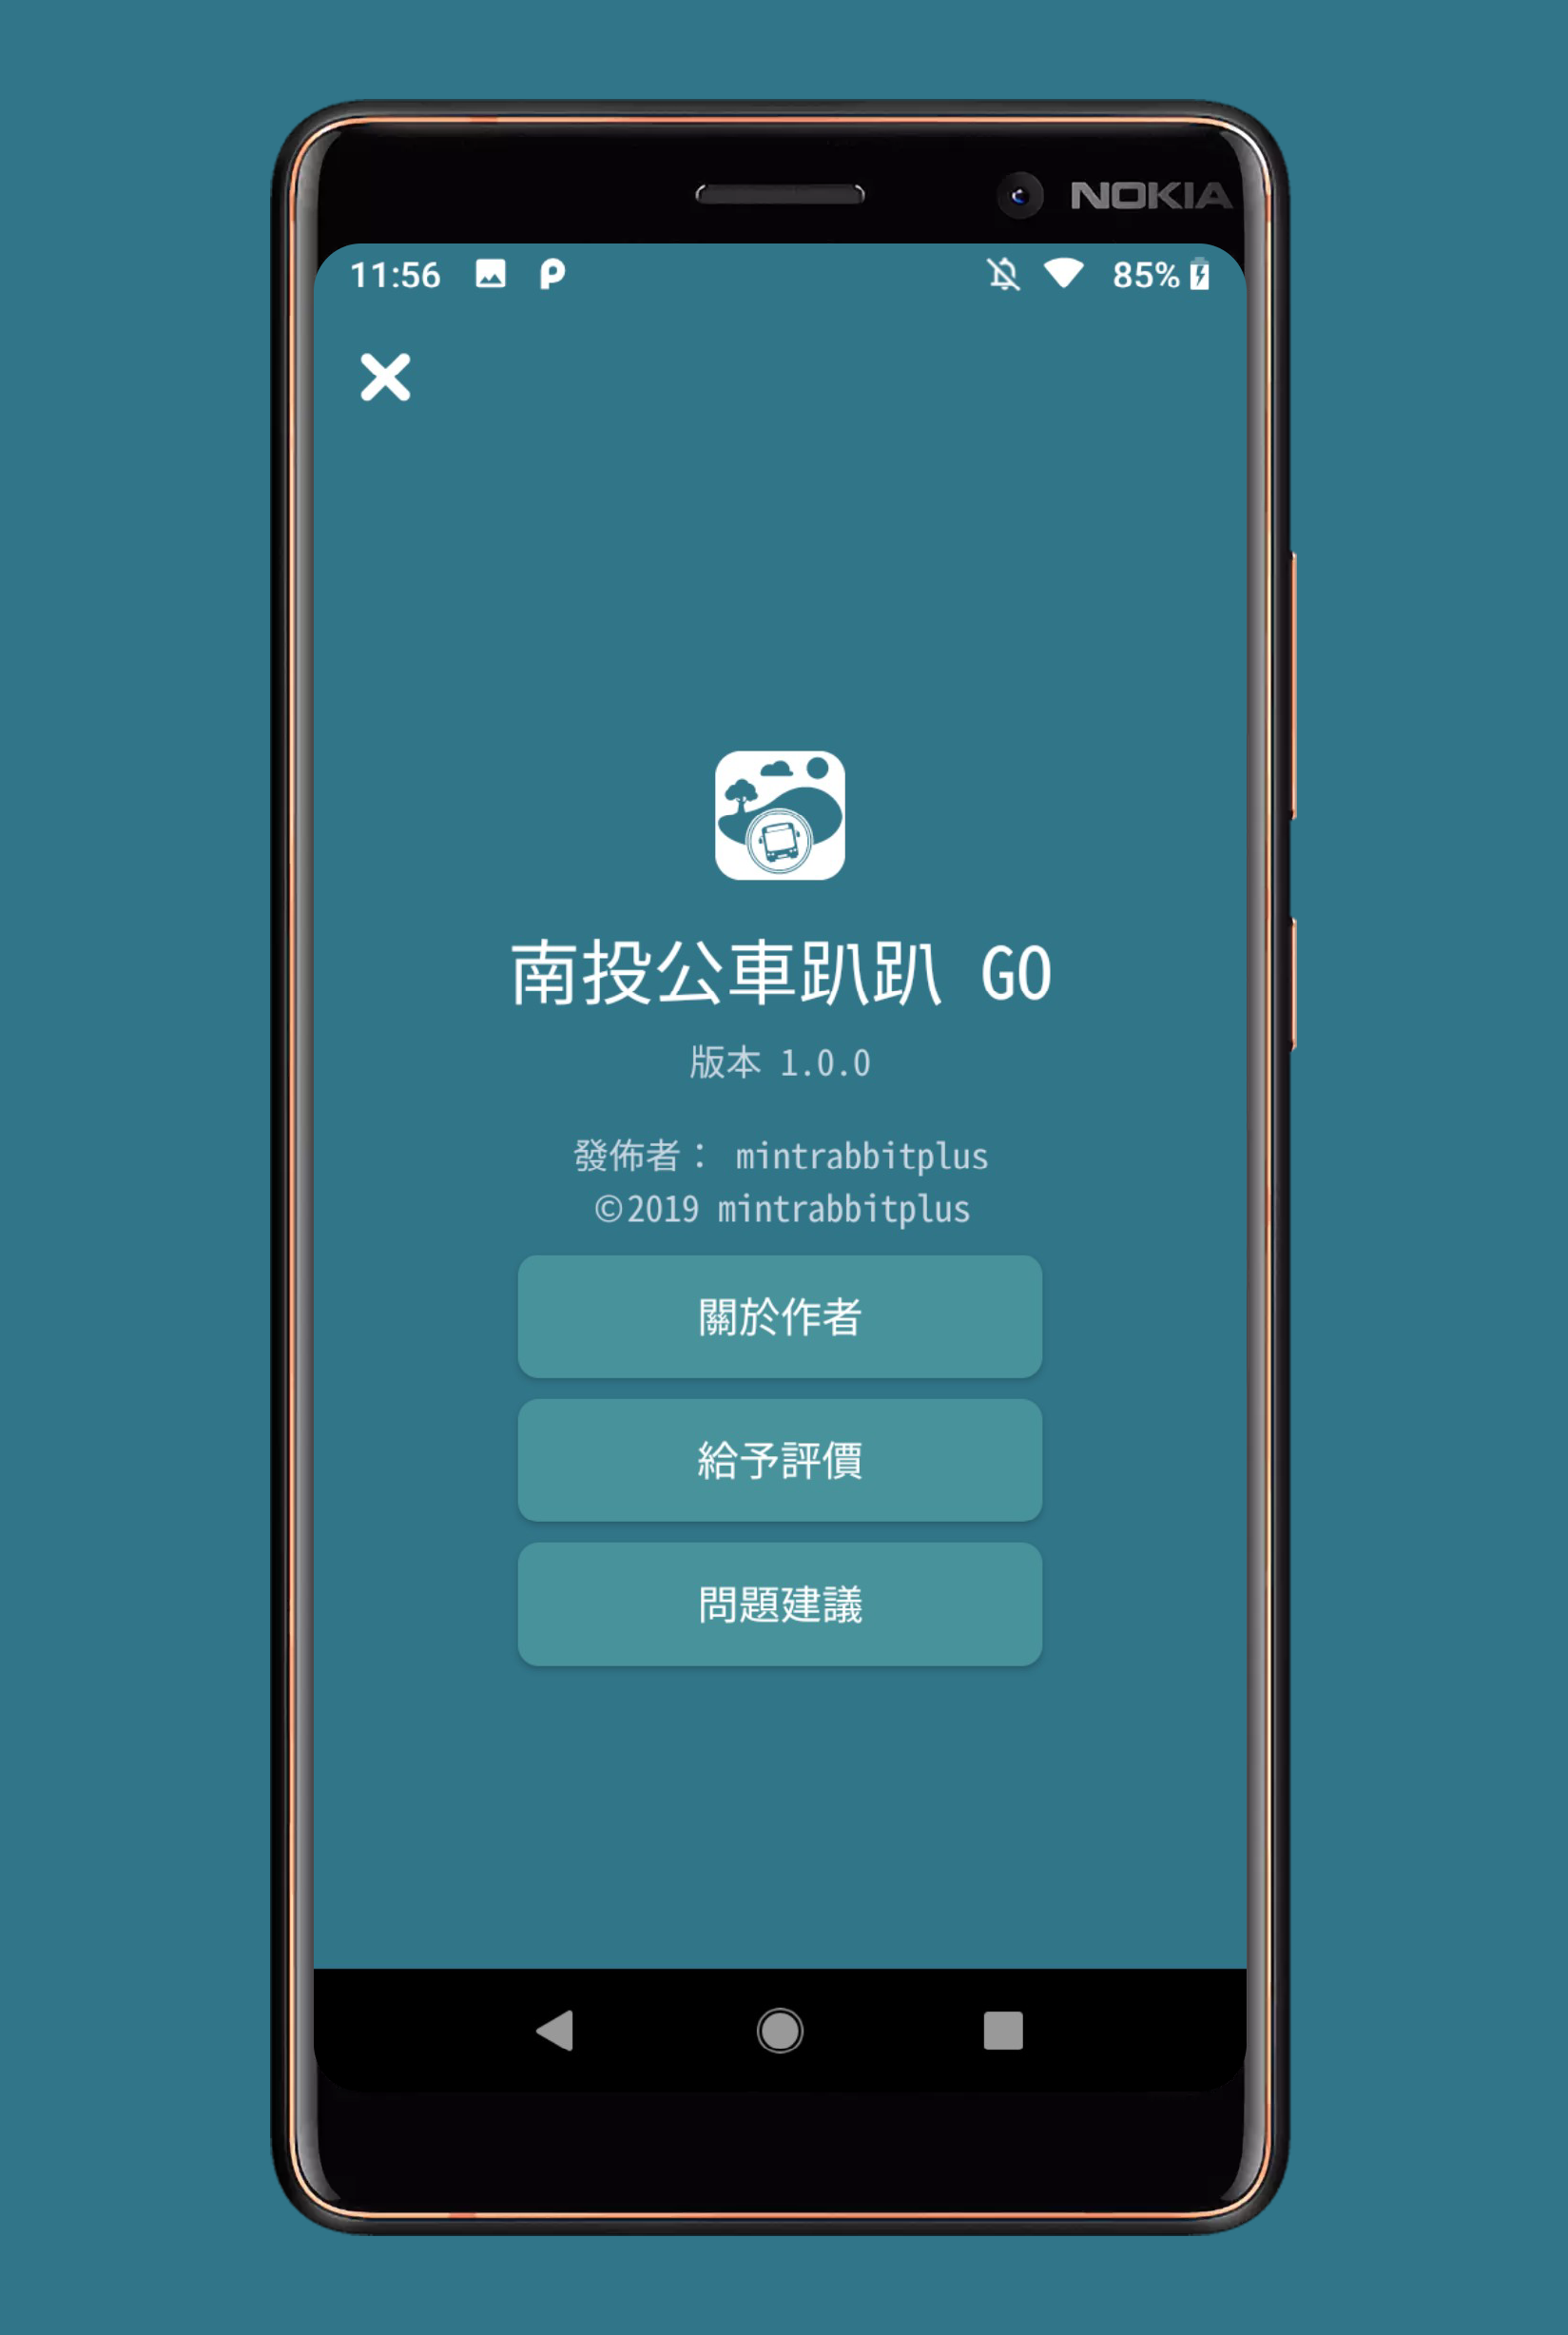 NOKIA
11:56 85%
南投公車趴趴 GO
版本 1.0.0
發佈者： mintrabbitplus
©2019 mintrabbitplus
關於作者
給予評價
問題建議